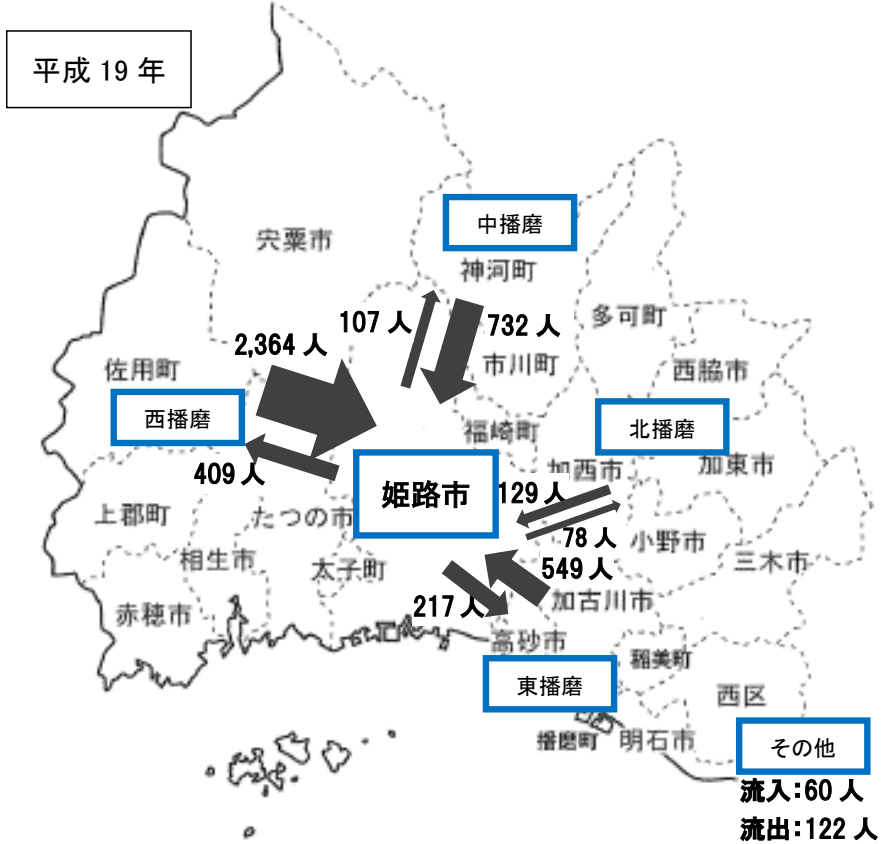 平成 19 年
中播磨
宍粟市
神河町
107 人
732 人
多可町
2,364 人
市川町
佐用町
西脇市
西播磨
福崎町
北播磨
409 人
加西市
加東市
姫路市
129 人
上郡町
たつの市
78 人
小野市
相生市
太子町
549 人
三木市
赤穂市
217 人
加古川市
高砂市
稲美町
東播磨
西区
播磨町
明石市
その他
流入：60 人
流出：122 人